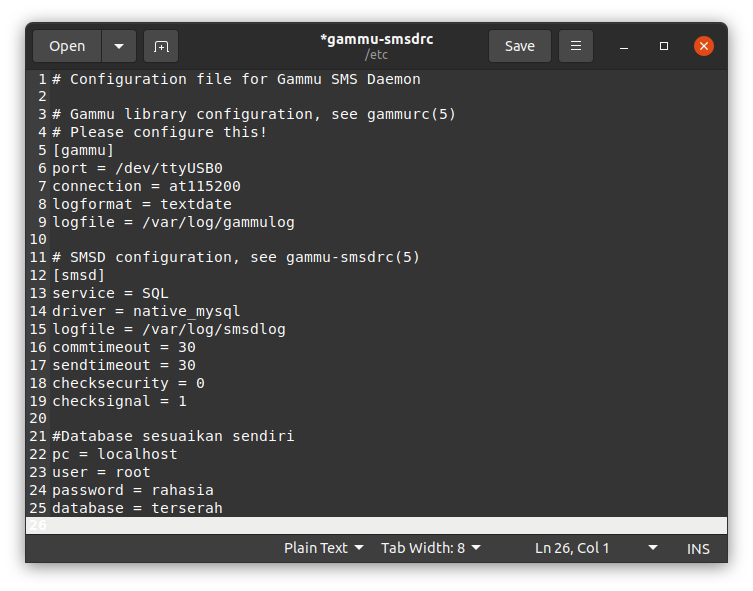 Open
*gammu-smsdrc
/etc
Save
1 # Configuration file for Gammu SMS Daemon
2
3 # Gammu library configuration, see gammurc(5)
4 # Please configure this!
5 [gammu]
6 port = /dev/ttyUSB0
7 connection = at115200
8 logformat = textdate
9 logfile = /var/log/gammulog
10
11 # SMSD configuration, see gammu-smsdrc(5)
12 [smsd]
13 service = SQL
14 driver = native_mysql
15 logfile = /var/log/smsdlog
16 commtimeout = 30
17 sendtimeout = 30
18 checksecurity = 0
19 checksignal = 1
20
21 #Database sesuaikan sendiri
22 pc = localhost
23 user = root
24 password = rahasia
25 database = terserah
26
Plain Text Tab Width: 8 Ln 26, Col 1 INS